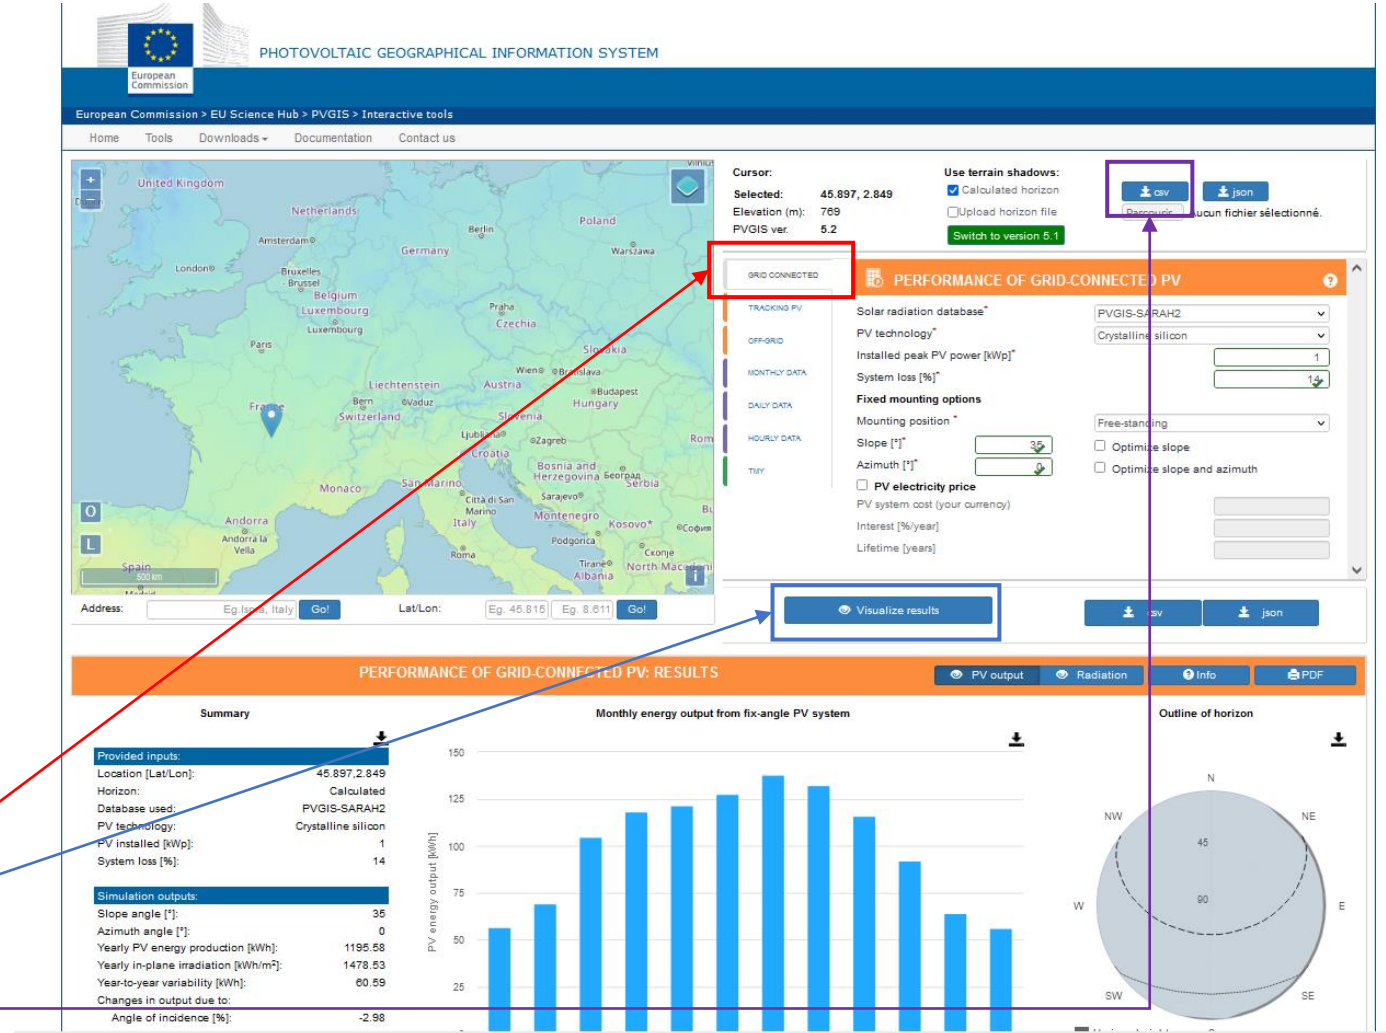 PHOTOVOLTAIC GEOGRAPHICAL INFORMATION SYSTEM
European
Commission
European Commission > EU Science Hub > PVGIS > Interactive tools
Home Tools Downloads Documentation Contact us
+
−
United Kingdom
Netherlands
Amsterdam
Berlin
Poland
Warszawa
Vilnius
Germany
London
Bruxelles
Brussel
Belgium
Luxembourg
Luxembourg
Praha
Czechia
Paris
Slovakia
Wien
Bratislava
Liechtenstein
Austria
Budapest
Hungary
Bern
Vaduz
France
Switzerland
Slovenia
Ljubljana
Zagreb
Rom
Croatia
Bosnia and
Herzegovina
Београд
Serbia
Monaco
San Marino
Città di San
Marino
Sarajevo
Italy
Montenegro
Kosovo*
София
Bu
Andorra
Andorra la
Vella
Podgorica
Скопје
Roma
Tiranë
Albania
North Macedoni
Spain
Madrid
O
L
500 km
i
Address: Eg.Ispra, Italy Go! Lat/Lon: Eg. 45.815 Eg. 8.611 Go!
Cursor:
Selected: 45.897, 2.849
Elevation (m): 769
PVGIS ver. 5.2
Use terrain shadows:
Calculated horizon
Upload horizon file
Switch to version 5.1
csv json
Parcourir Aucun fichier sélectionné.
GRID CONNECTED
TRACKING PV
OFF-GRID
MONTHLY DATA
DAILY DATA
HOURLY DATA
TMY
PERFORMANCE OF GRID-CONNECTED PV ?
Solar radiation database* PVGIS-SARAH2
PV technology* Crystalline silicon
Installed peak PV power [kWp]* 1
System loss [%]* 14
Fixed mounting options
Mounting position * Free-standing
Slope [°]* 35 Optimize slope
Azimuth [°]* 0 Optimize slope and azimuth
PV electricity price
PV system cost (your currency)
Interest [%/year]
Lifetime [years]
Visualize results csv json
PERFORMANCE OF GRID-CONNECTED PV: RESULTS PV output Radiation Info PDF
Summary
Provided inputs:
Location [Lat/Lon]: 45.897,2.849
Horizon: Calculated
Database used: PVGIS-SARAH2
PV technology: Crystalline silicon
PV installed [kWp]: 1
System loss [%]: 14
Simulation outputs:
Slope angle [°]: 35
Azimuth angle [°]: 0
Yearly PV energy production [kWh]: 1195.58
Yearly in-plane irradiation [kWh/m²]: 1478.53
Year-to-year variability [kWh]: 60.59
Changes in output due to:
Angle of incidence [%]: -2.98
Monthly energy output from fix-angle PV system
PV energy output [kWh]
150
125
100
75
50
25
Outline of horizon
N
NW NE
45
90
W E
SW SE